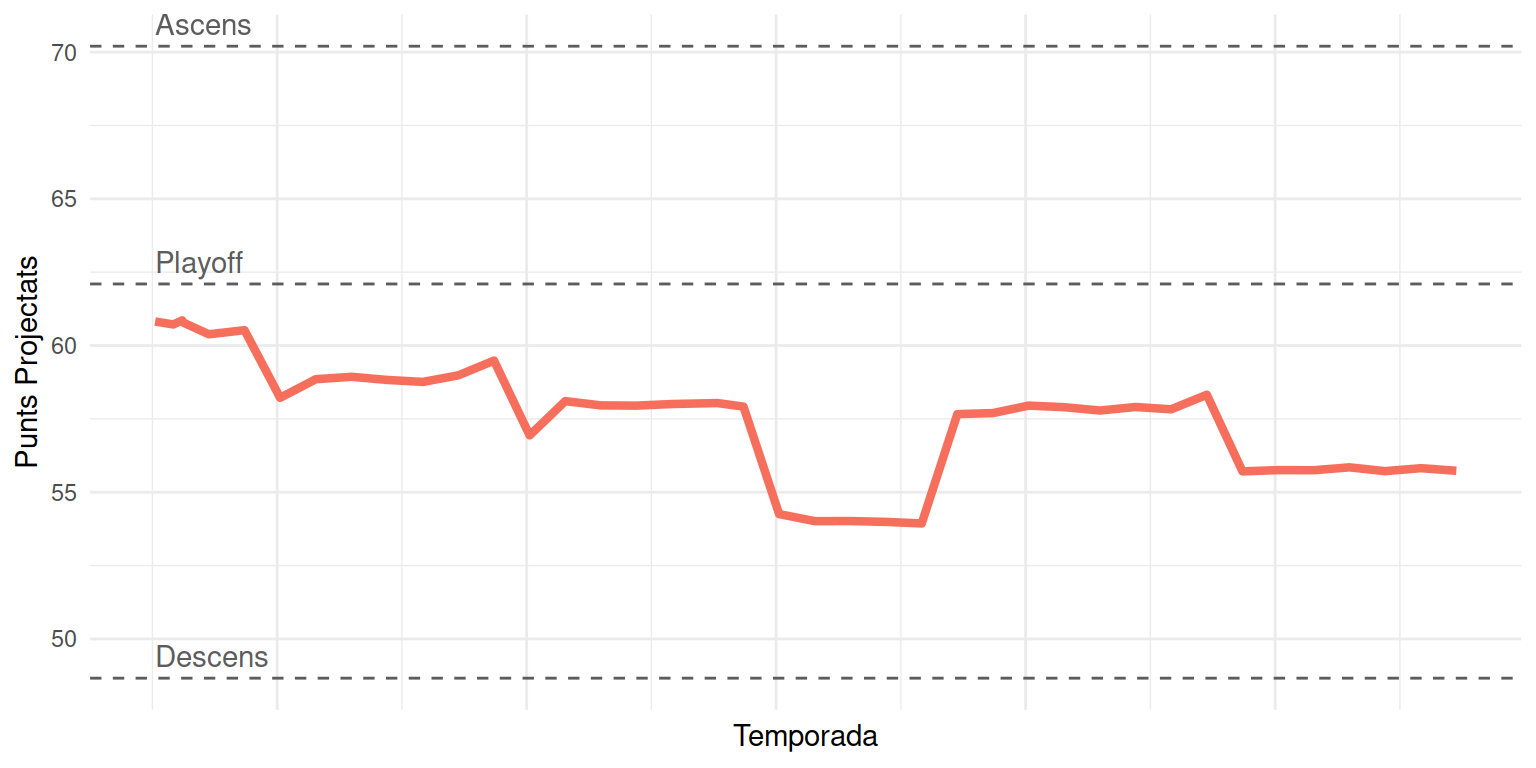 Ascens
70
65
Playoff
60
55
50
Descens
Punts Projectats
Temporada